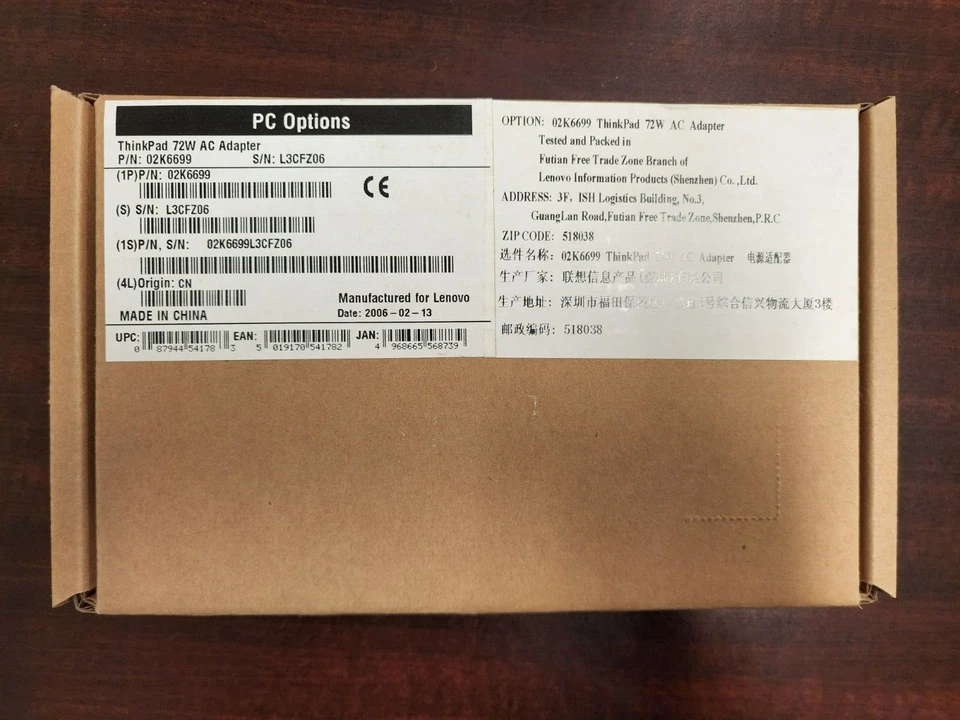 PC Options
ThinkPad 72W AC Adapter
P/N: 02K6699 S/N: L3CFZ06
(1P)P/N: 02K6699
CE
(S) S/N: L3CFZ06
(1S)P/N, S/N: 02K6699L3CFZ06
(4L)Origin: CN
Manufactured for Lenovo
MADE IN CHINA Date: 2006-02-13
UPC: EAN: JAN:
0 87944 54178 3 5 019170 541782 4 968665 568739
OPTION: 02K6699 ThinkPad 72W AC Adapter
Tested and Packed in
Futian Free Trade Zone Branch of
Lenovo Information Products (Shenzhen) Co.,Ltd.
ADDRESS: 3F, ISH Logistics Building, No.3,
GuangLan Road,Futian Free Trade Zone,Shenzhen,P.R.C
ZIP CODE: 518038
选件名称: 02K6699 ThinkPad AC Adapter 电源适配器
生产厂家: 联想信息产品 公司
生产地址: 深圳市福田保 号综合信兴物流大厦3楼
邮政编码: 518038